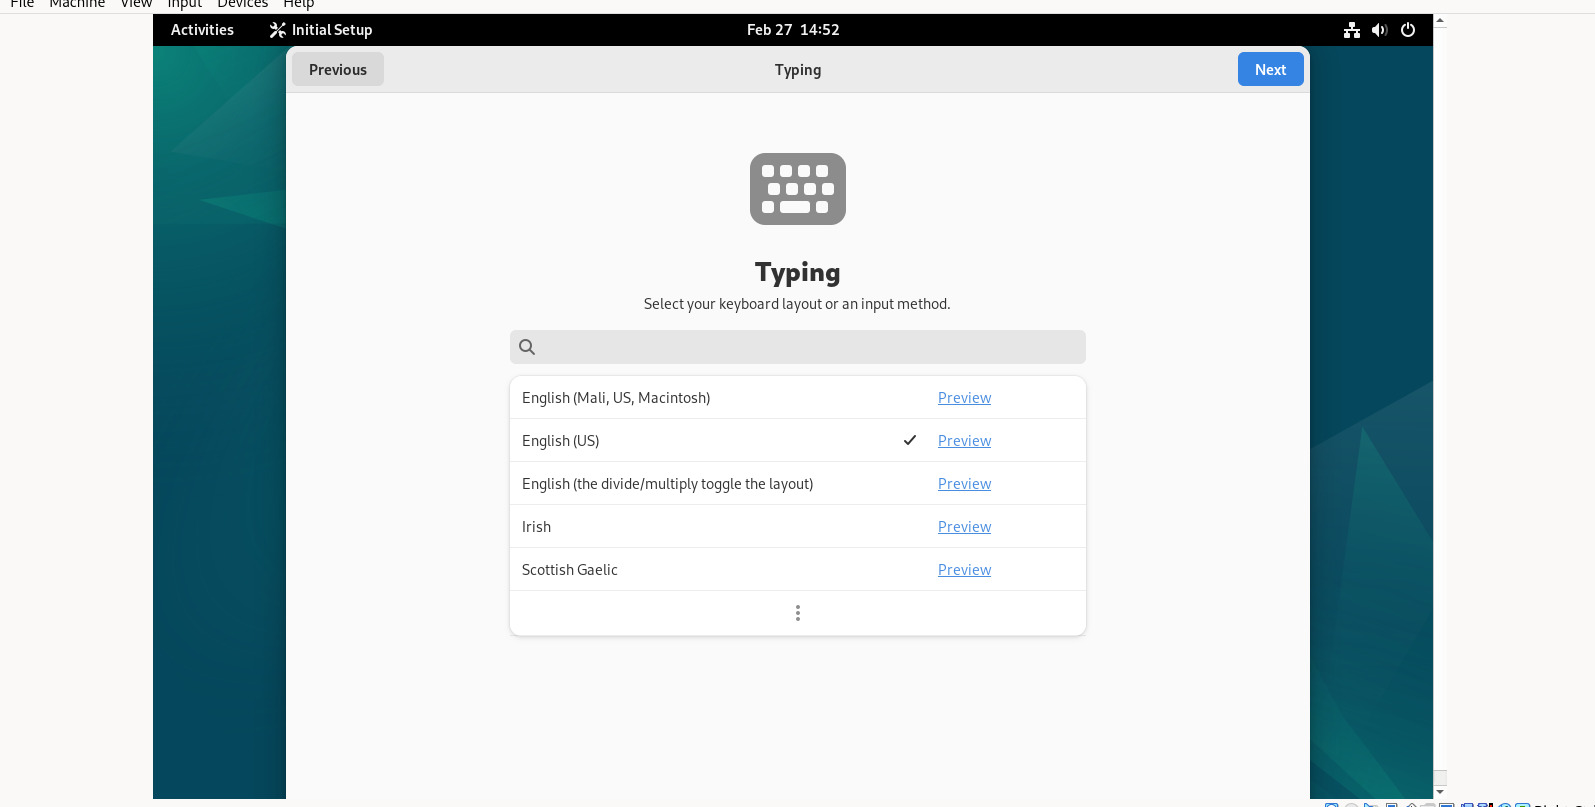 File Machine View Input Devices Help
Activities Initial Setup Feb 27 14:52
Previous Typing Next
Typing
Select your keyboard layout or an input method.
English (Mali, US, Macintosh) Preview
English (US) Preview
English (the divide/multiply toggle the layout) Preview
Irish Preview
Scottish Gaelic Preview